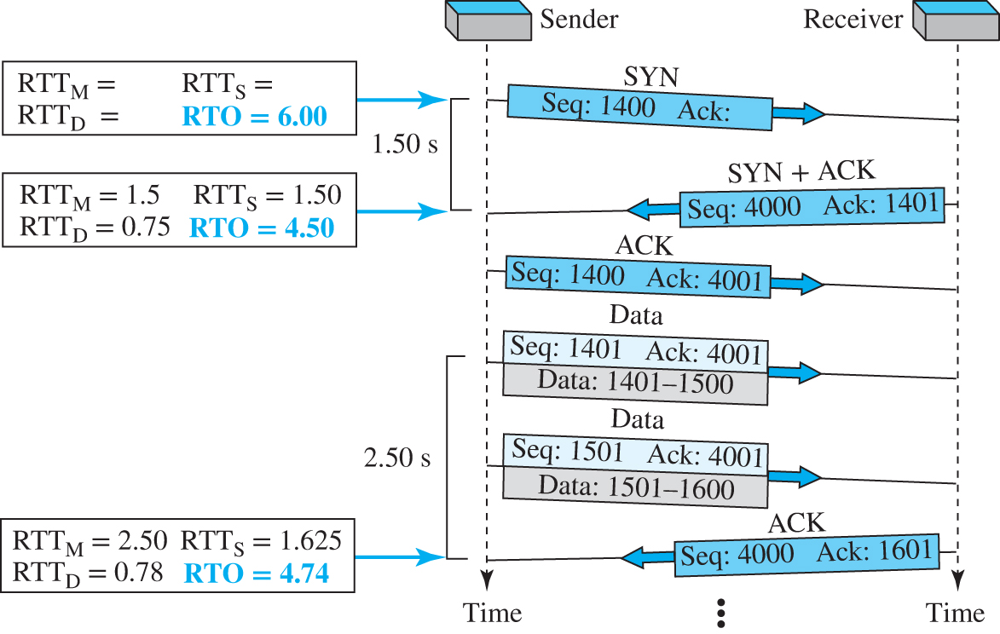 Sender
Receiver
RTTM = RTTS =
RTTD = RTO = 6.00
SYN
Seq: 1400 Ack:
1.50 s
SYN + ACK
Seq: 4000 Ack: 1401
RTTM = 1.5 RTTS = 1.50
RTTD = 0.75 RTO = 4.50
ACK
Seq: 1400 Ack: 4001
Data
Seq: 1401 Ack: 4001
Data: 1401–1500
Data
Seq: 1501 Ack: 4001
Data: 1501–1600
2.50 s
ACK
Seq: 4000 Ack: 1601
RTTM = 2.50 RTTS = 1.625
RTTD = 0.78 RTO = 4.74
Time
Time